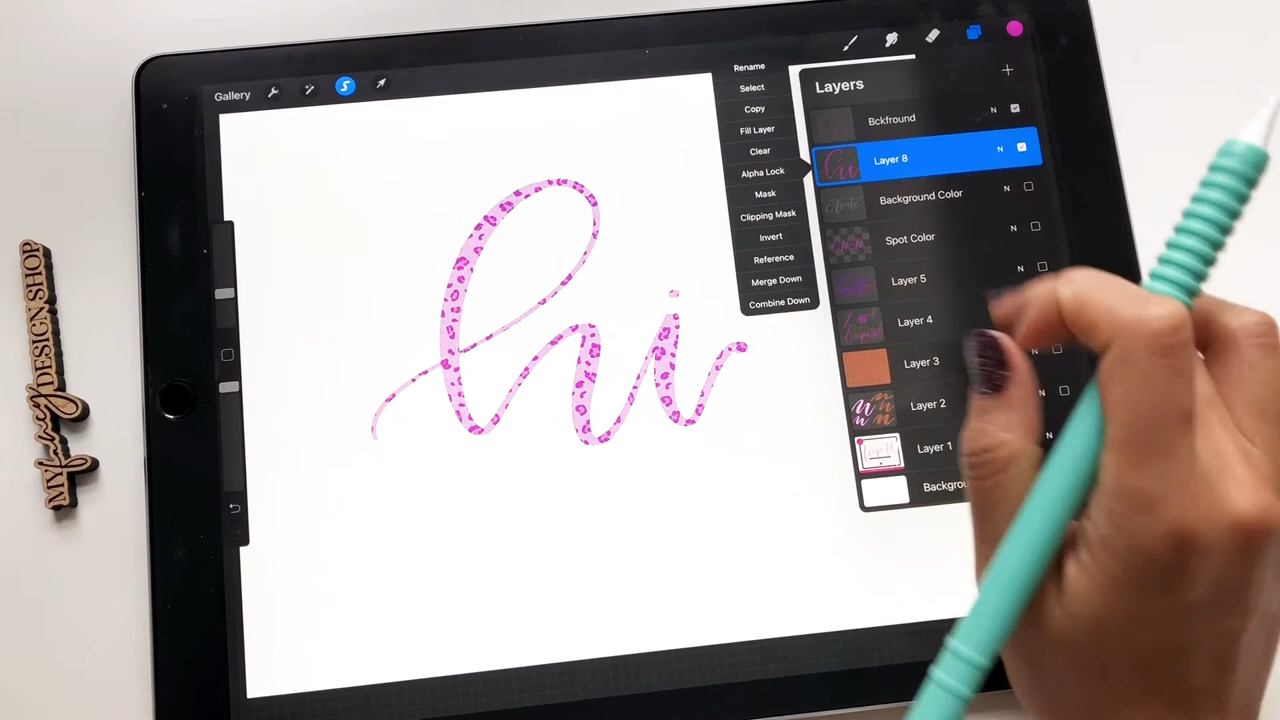 Gallery
Rename
Select
Copy
Fill Layer
Clear
Alpha Lock
Mask
Clipping Mask
Invert
Reference
Merge Down
Combine Down
Layers
Bckfround N
Layer 8 N
Background Color N
Spot Color N
Layer 5 N
Layer 4
Layer 3
Layer 2
Layer 1 N
Backgrou
hi
MY fancy DESIGN SHOP